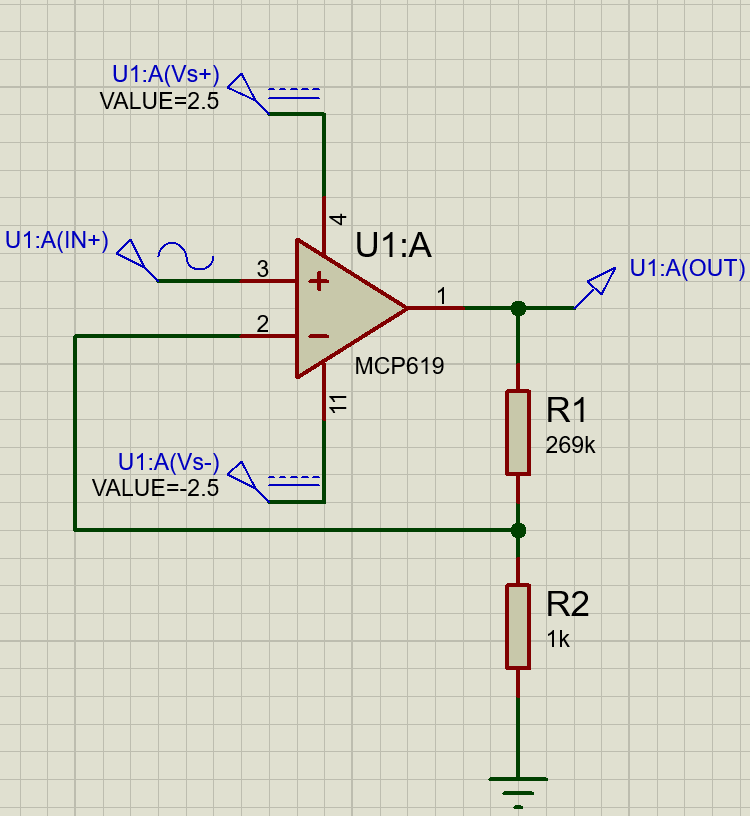 U1:A(Vs+)
VALUE=2.5
4
U1:A
U1:A(IN+)
3
+
2
−
1
U1:A(OUT)
MCP619
11
U1:A(Vs-)
VALUE=-2.5
R1
269k
R2
1k